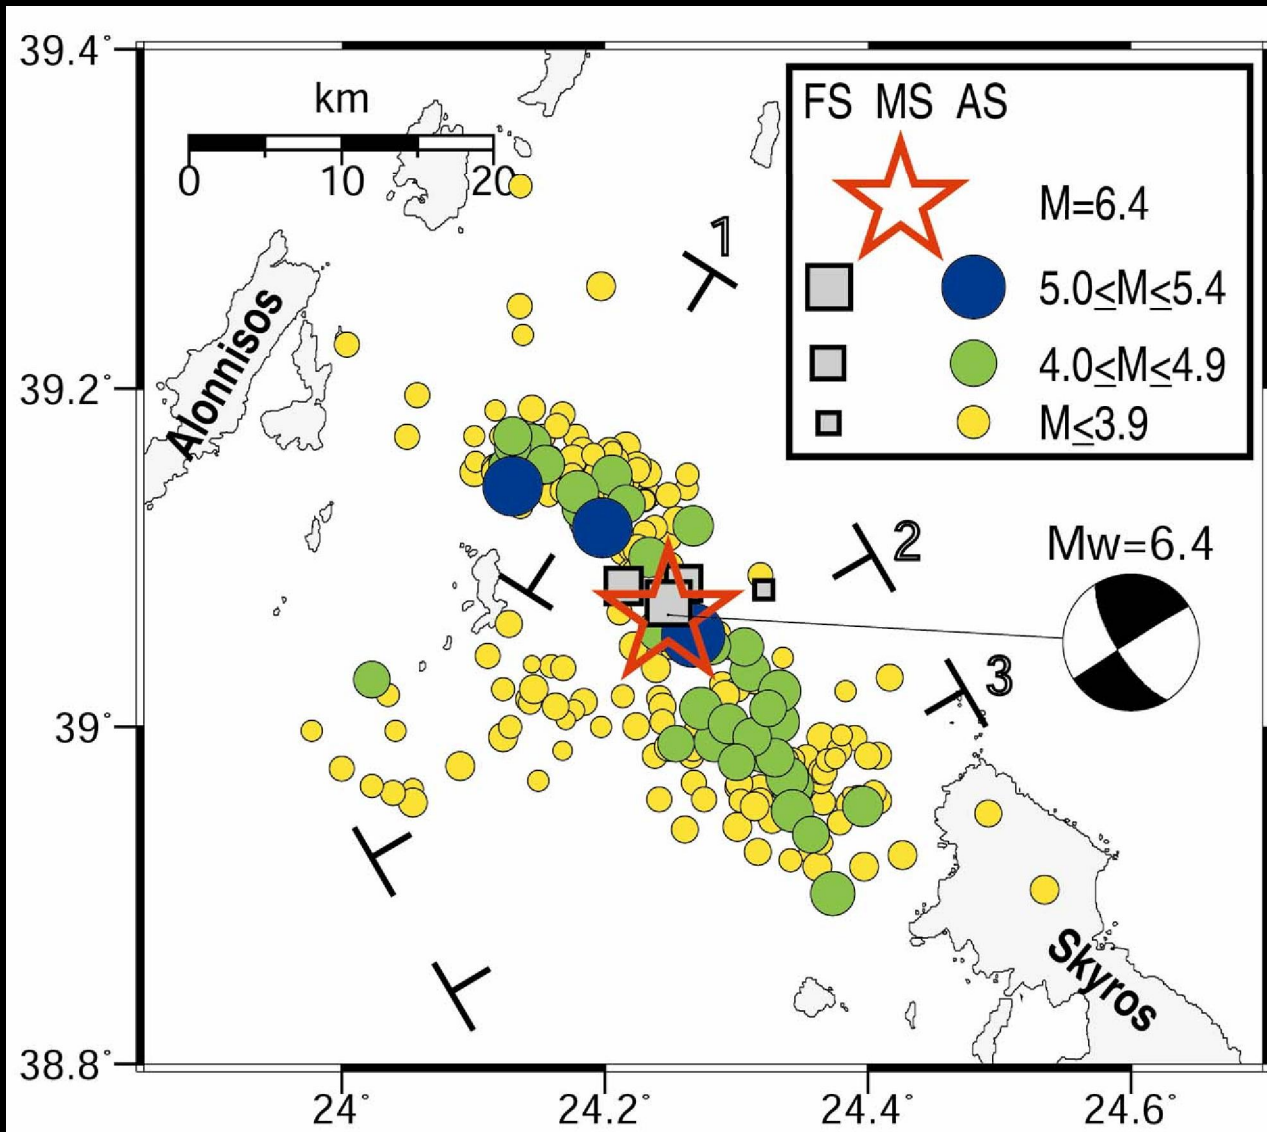 39.4°
km
0 10 20
FS MS AS
M=6.4
5.0≤M≤5.4
4.0≤M≤4.9
M≤3.9
1
Alonnisos
39.2°
2
Mw=6.4
3
39°
Skyros
38.8°
24° 24.2° 24.4° 24.6°